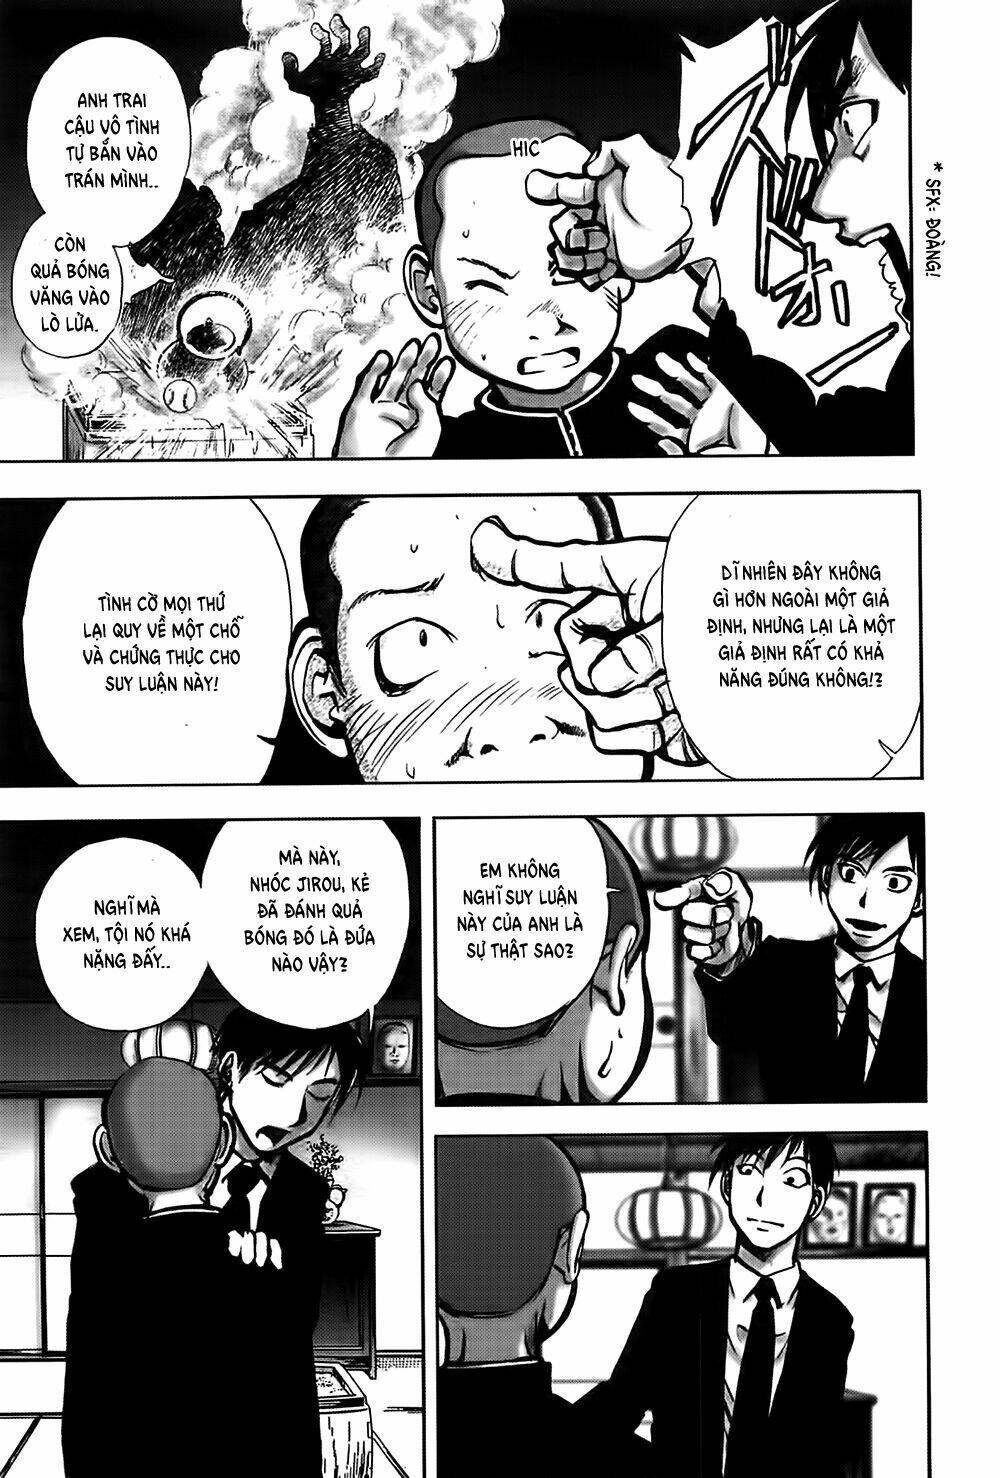 * SFX: ĐOÀNG!
ドガッ
HIC
ANH TRAI
CẬU VÔ TÌNH
TỰ BẮN VÀO
TRÁN MÌNH..
CÒN
QUẢ BÓNG
VĂNG VÀO
LÒ LỬA.
DĨ NHIÊN ĐÂY KHÔNG
GÌ HƠN NGOÀI MỘT GIẢ
ĐỊNH, NHƯNG LẠI LÀ MỘT
GIẢ ĐỊNH RẤT CÓ KHẢ
NĂNG ĐÚNG KHÔNG!?
TÌNH CỜ MỌI THỨ
LẠI QUY VỀ MỘT CHỖ
VÀ CHỨNG THỰC CHO
SUY LUẬN NÀY!
EM KHÔNG
NGHĨ SUY LUẬN
NÀY CỦA ANH LÀ
SỰ THẬT SAO?
MÀ NÀY,
NHÓC JIROU, KẺ
ĐÃ ĐÁNH QUẢ
BÓNG ĐÓ LÀ ĐỨA
NÀO VẬY?
NGHĨ MÀ
XEM, TỘI NÓ KHÁ
NẶNG ĐẤY..